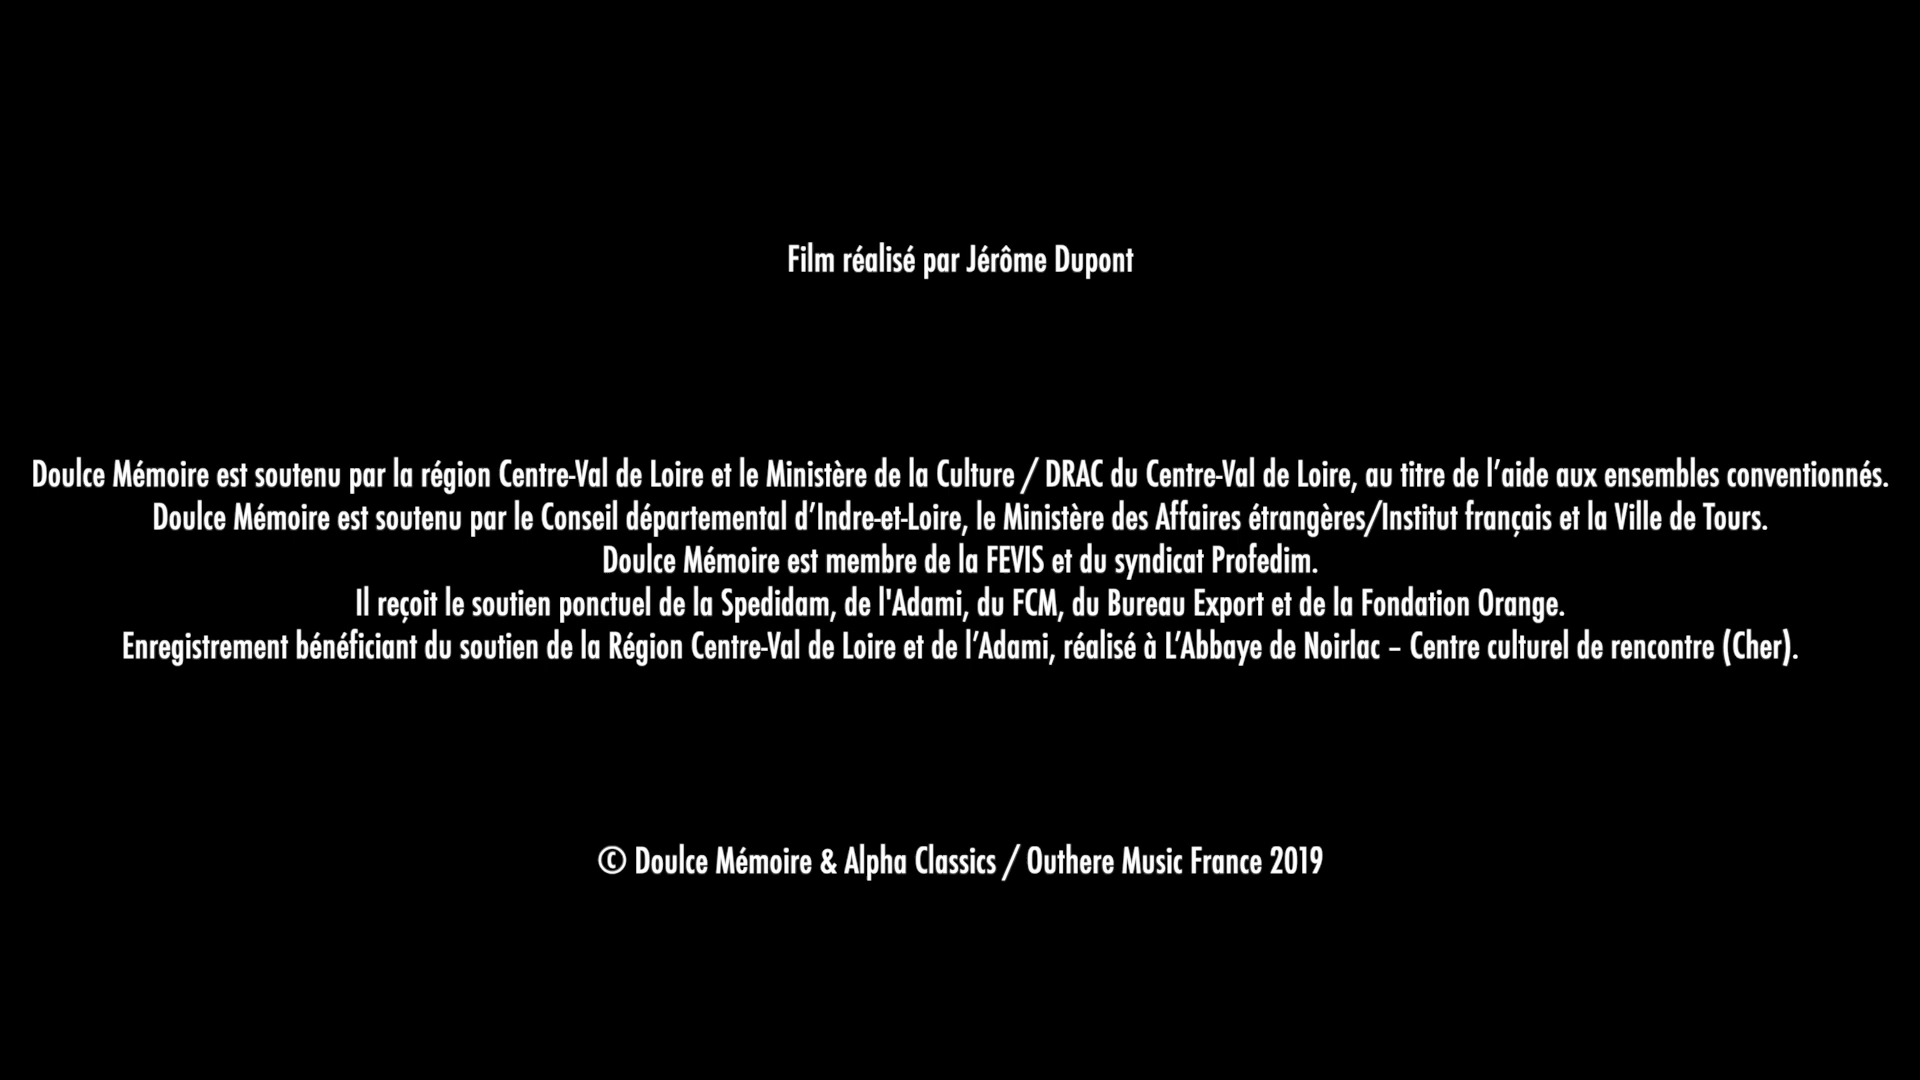 Film réalisé par Jérôme Dupont
Doulce Mémoire est soutenu par la région Centre-Val de Loire et le Ministère de la Culture / DRAC du Centre-Val de Loire, au titre de l’aide aux ensembles conventionnés.
Doulce Mémoire est soutenu par le Conseil départemental d’Indre-et-Loire, le Ministère des Affaires étrangères/Institut français et la Ville de Tours.
Doulce Mémoire est membre de la FEVIS et du syndicat Profedim.
Il reçoit le soutien ponctuel de la Spedidam, de l'Adami, du FCM, du Bureau Export et de la Fondation Orange.
Enregistrement bénéficiant du soutien de la Région Centre-Val de Loire et de l’Adami, réalisé à L’Abbaye de Noirlac – Centre culturel de rencontre (Cher).
© Doulce Mémoire & Alpha Classics / Outhere Music France 2019